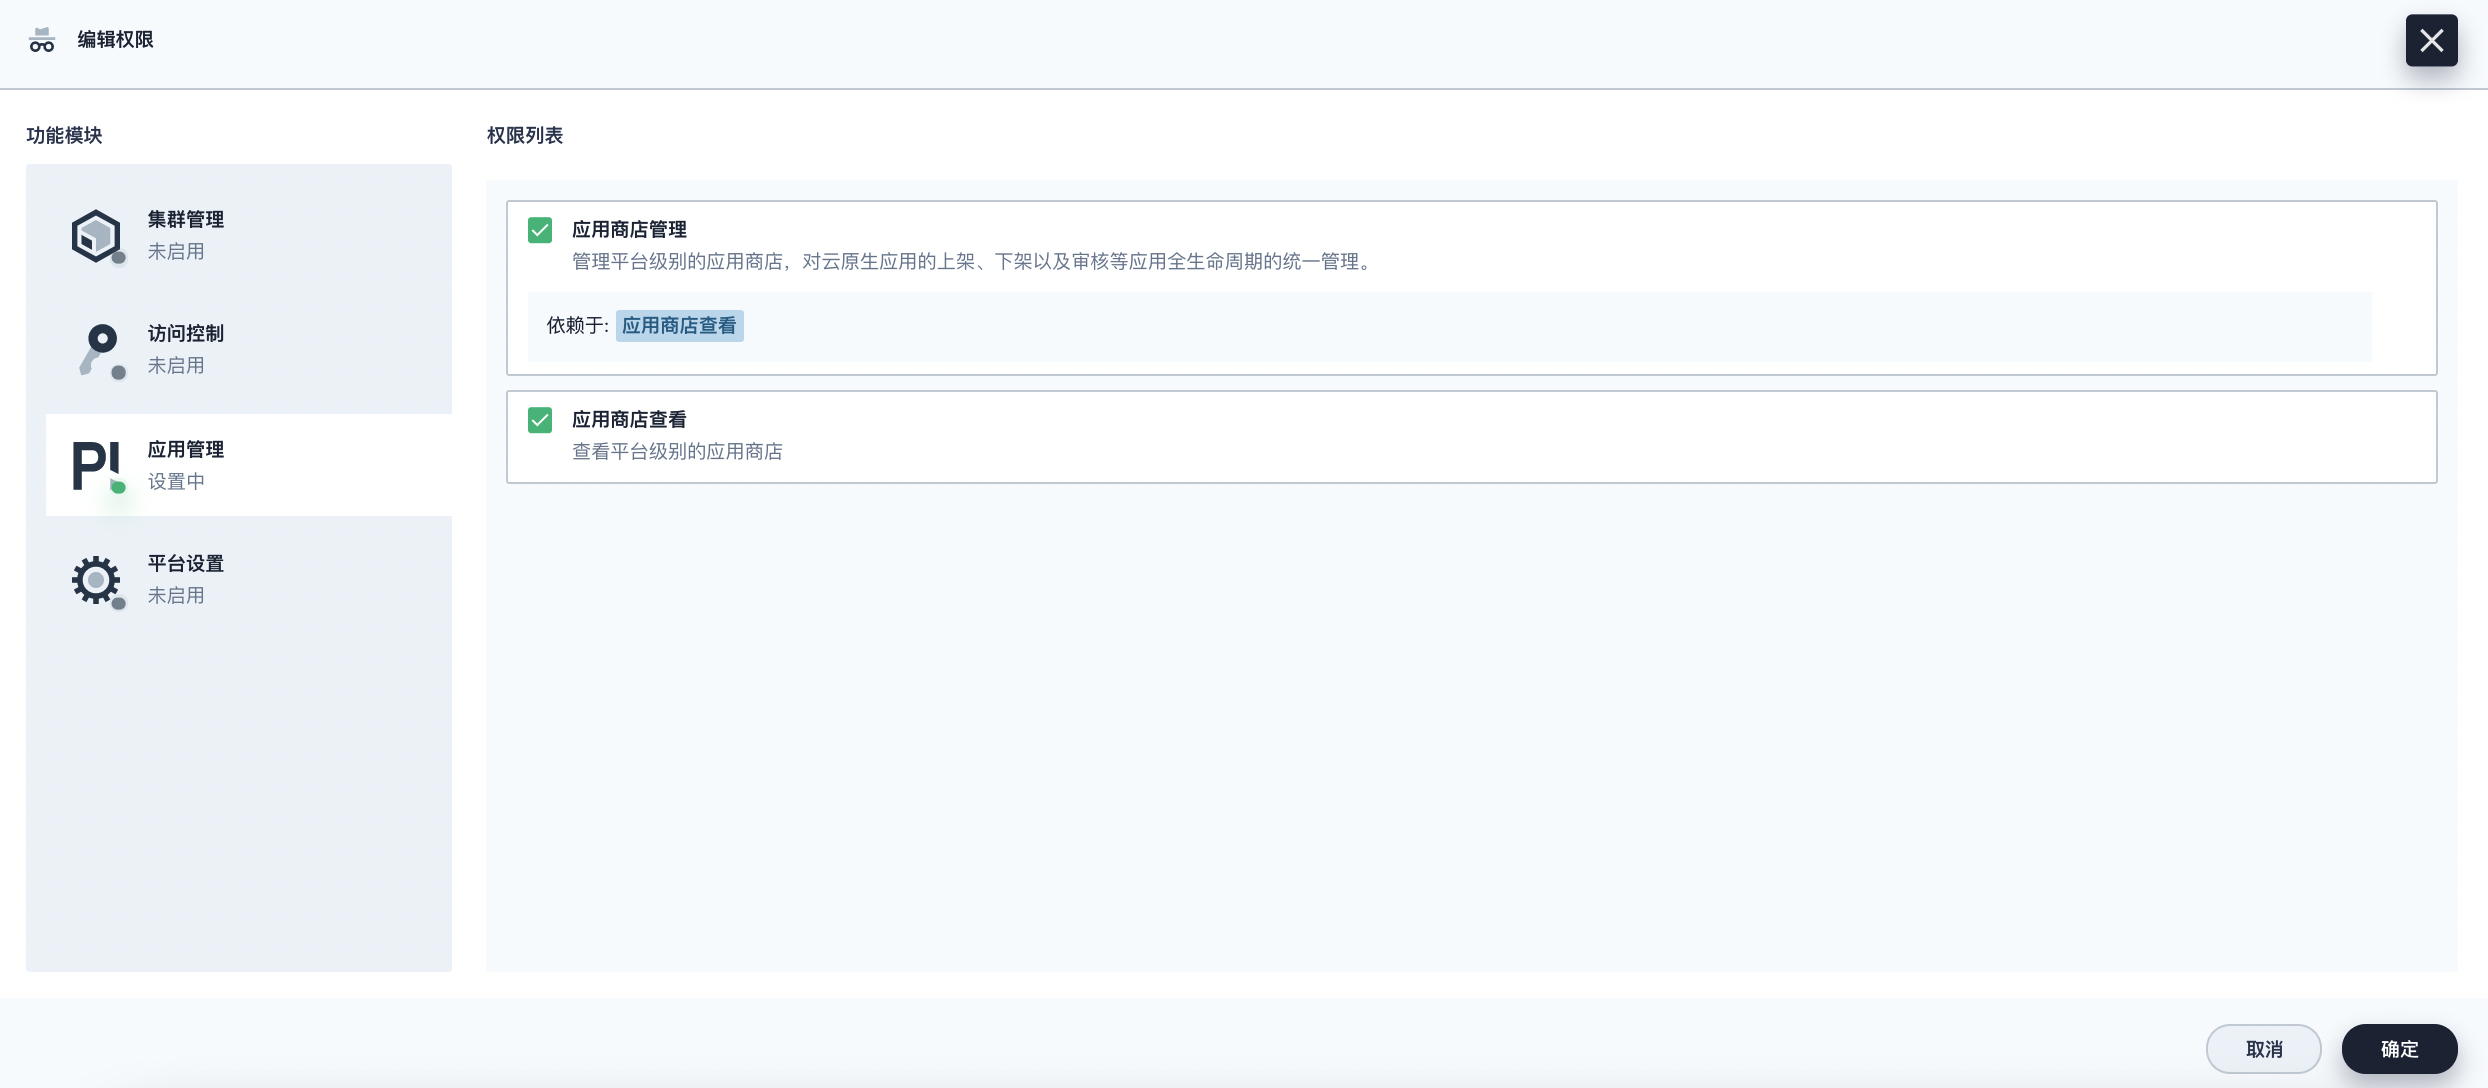 编辑权限
功能模块
集群管理
未启用
访问控制
未启用
应用管理
设置中
平台设置
未启用
权限列表
应用商店管理
管理平台级别的应用商店，对云原生应用的上架、下架以及审核等应用全生命周期的统一管理。
依赖于: 应用商店查看
应用商店查看
查看平台级别的应用商店
取消
确定